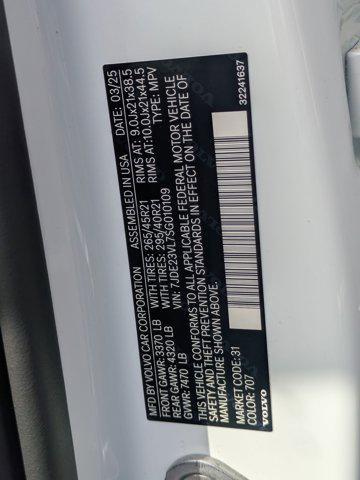 MFD BY VOLVO CAR CORPORATION ASSEMBLED IN USA DATE: 03/25
FRONT GAWR: 3370 LB WITH TIRES: 265/45R21 RIMS AT: 9.0Jx21x38.5
REAR GAWR: 4320 LB WITH TIRES: 295/40R21 RIMS AT: 10.0Jx21x44.5
GVWR: 7470 LB VIN: 7JDE23VL7SG010109 TYPE: MPV
THIS VEHICLE CONFORMS TO ALL APPLICABLE FEDERAL MOTOR VEHICLE
SAFETY AND THEFT PREVENTION STANDARDS IN EFFECT ON THE DATE OF
MANUFACTURE SHOWN ABOVE.
MARKET CODE: 31
COLOR: 707
VOLVO 32241637